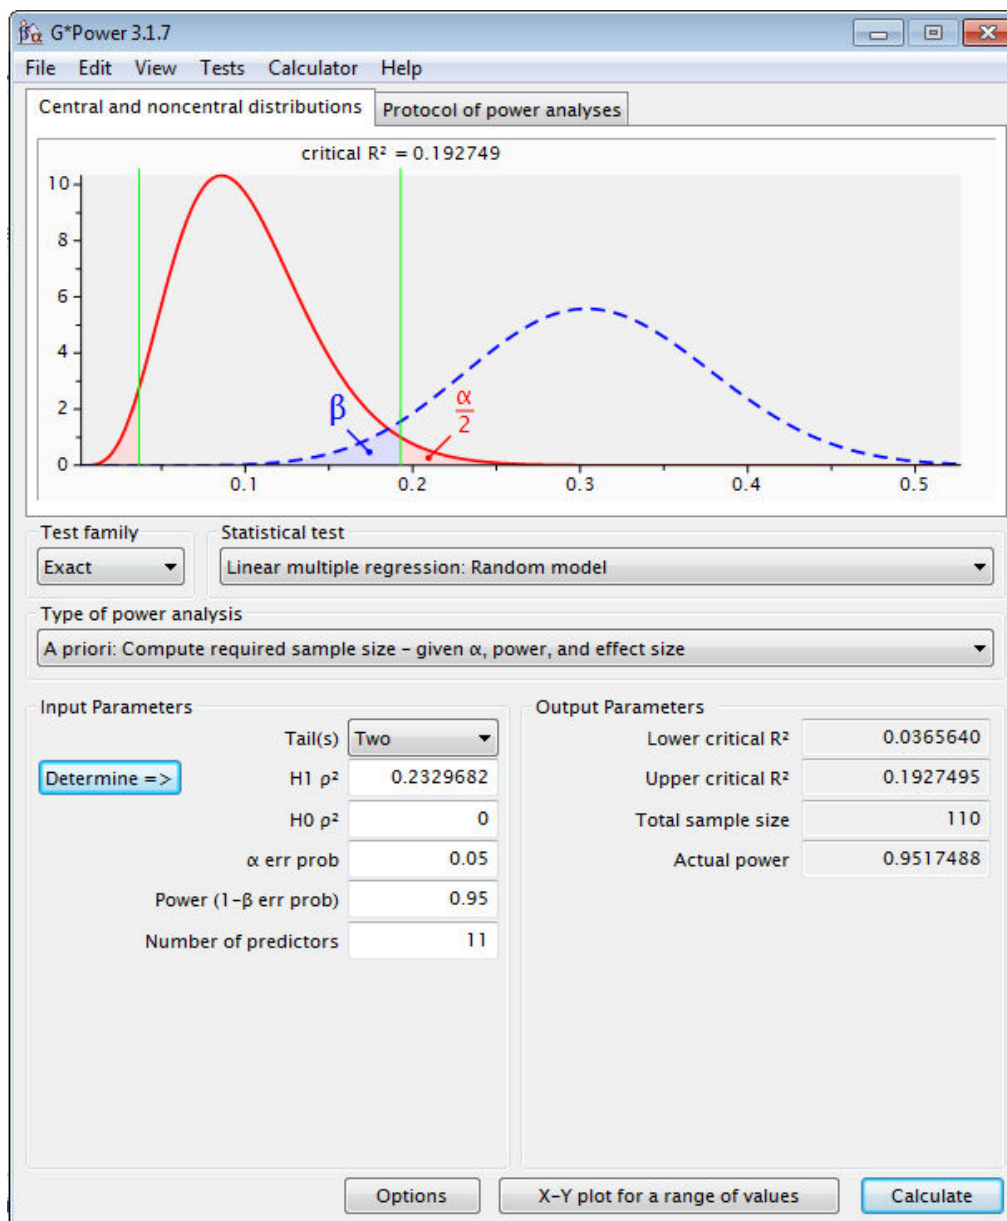 βα G*Power 3.1.7
File Edit View Tests Calculator Help
Central and noncentral distributions Protocol of power analyses
critical R² = 0.192749
10
8
6
4
2
0
β
α
2
0.1 0.2 0.3 0.4 0.5
Test family Statistical test
Exact Linear multiple regression: Random model
Type of power analysis
A priori: Compute required sample size – given α, power, and effect size
Input Parameters Output Parameters
Tail(s) Two Lower critical R² 0.0365640
Determine => H1 ρ² 0.2329682 Upper critical R² 0.1927495
H0 ρ² 0 Total sample size 110
α err prob 0.05 Actual power 0.9517488
Power (1-β err prob) 0.95
Number of predictors 11
Options X-Y plot for a range of values Calculate